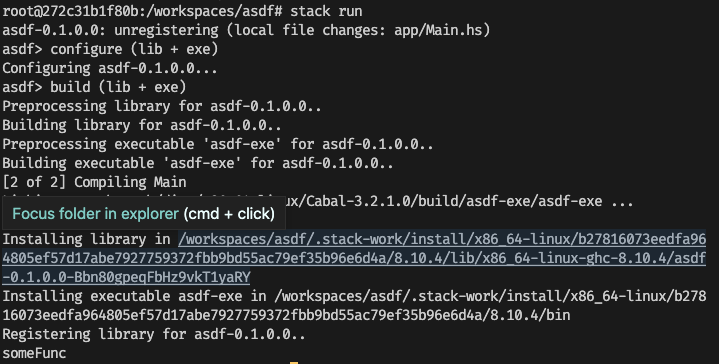 root@272c31b1f80b:/workspaces/asdf# stack run
asdf-0.1.0.0: unregistering (local file changes: app/Main.hs)
asdf> configure (lib + exe)
Configuring asdf-0.1.0.0...
asdf> build (lib + exe)
Preprocessing library for asdf-0.1.0.0..
Building library for asdf-0.1.0.0..
Preprocessing executable 'asdf-exe' for asdf-0.1.0.0..
Building executable 'asdf-exe' for asdf-0.1.0.0..
[2 of 2] Compiling Main
/Cabal-3.2.1.0/build/asdf-exe/asdf-exe ...
Focus folder in explorer (cmd + click)
Installing library in /workspaces/asdf/.stack-work/install/x86_64-linux/b27816073eedfa96
4805ef57d17abe7927759372fbb9bd55ac79ef35b96e6d4a/8.10.4/lib/x86_64-linux-ghc-8.10.4/asdf
-0.1.0.0-Bbn80gpeqFbHz9vkT1yaRY
Installing executable asdf-exe in /workspaces/asdf/.stack-work/install/x86_64-linux/b278
16073eedfa964805ef57d17abe7927759372fbb9bd55ac79ef35b96e6d4a/8.10.4/bin
Registering library for asdf-0.1.0.0..
someFunc